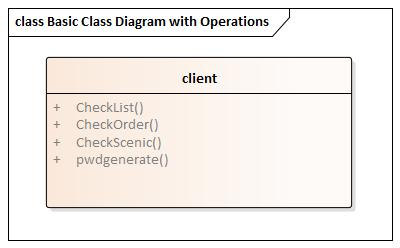 class Basic Class Diagram with Operations
client
+ CheckList()
+ CheckOrder()
+ CheckScenic()
+ pwdgenerate()